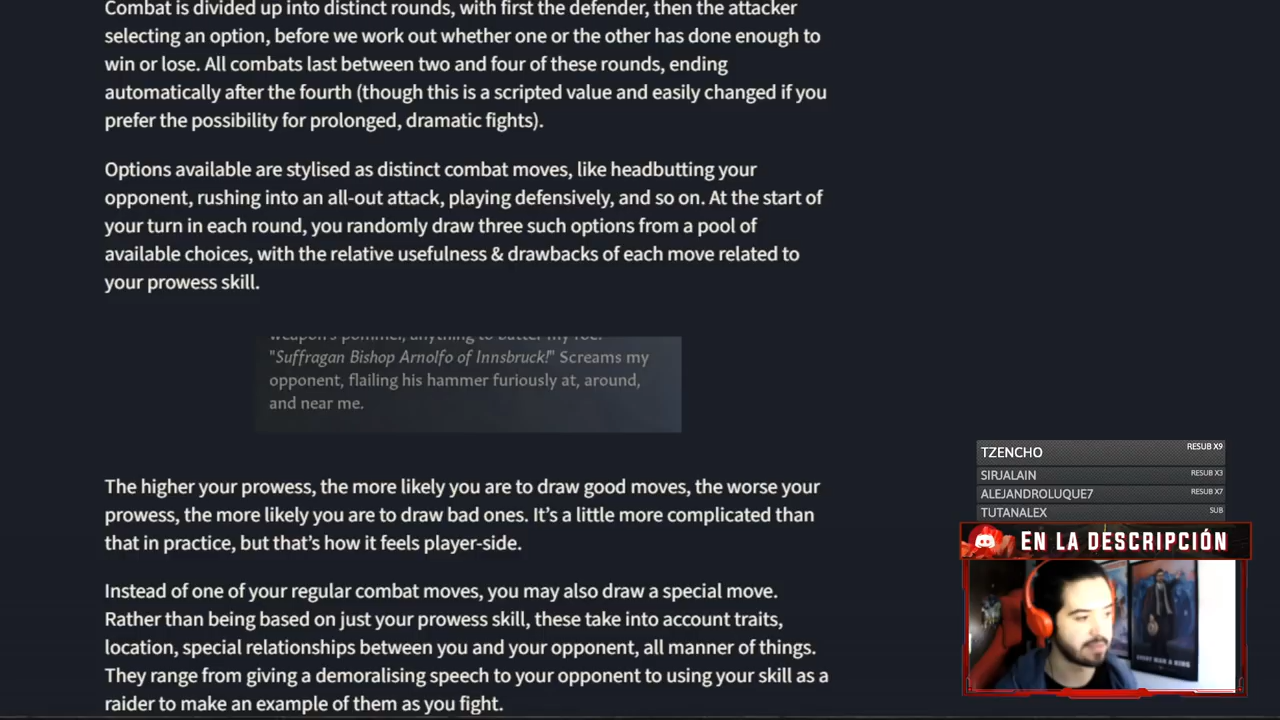 Combat is divided up into distinct rounds, with first the defender, then the attacker
selecting an option, before we work out whether one or the other has done enough to
win or lose. All combats last between two and four of these rounds, ending
automatically after the fourth (though this is a scripted value and easily changed if you
prefer the possibility for prolonged, dramatic fights).
Options available are stylised as distinct combat moves, like headbutting your
opponent, rushing into an all-out attack, playing defensively, and so on. At the start of
your turn in each round, you randomly draw three such options from a pool of
available choices, with the relative usefulness & drawbacks of each move related to
your prowess skill.
weapon's pommel, anything to batter my foe.
"Suffragan Bishop Arnolfo of Innsbruck!" Screams my
opponent, flailing his hammer furiously at, around,
and near me.
The higher your prowess, the more likely you are to draw good moves, the worse your
prowess, the more likely you are to draw bad ones. It's a little more complicated than
that in practice, but that's how it feels player-side.
Instead of one of your regular combat moves, you may also draw a special move.
Rather than being based on just your prowess skill, these take into account traits,
location, special relationships between you and your opponent, all manner of things.
They range from giving a demoralising speech to your opponent to using your skill as a
raider to make an example of them as you fight.
TZENCHO RESUB X9
SIRJALAIN RESUB X3
ALEJANDROLUQUE7 RESUB X7
TUTANALEX SUB
EN LA DESCRIPCIÓN